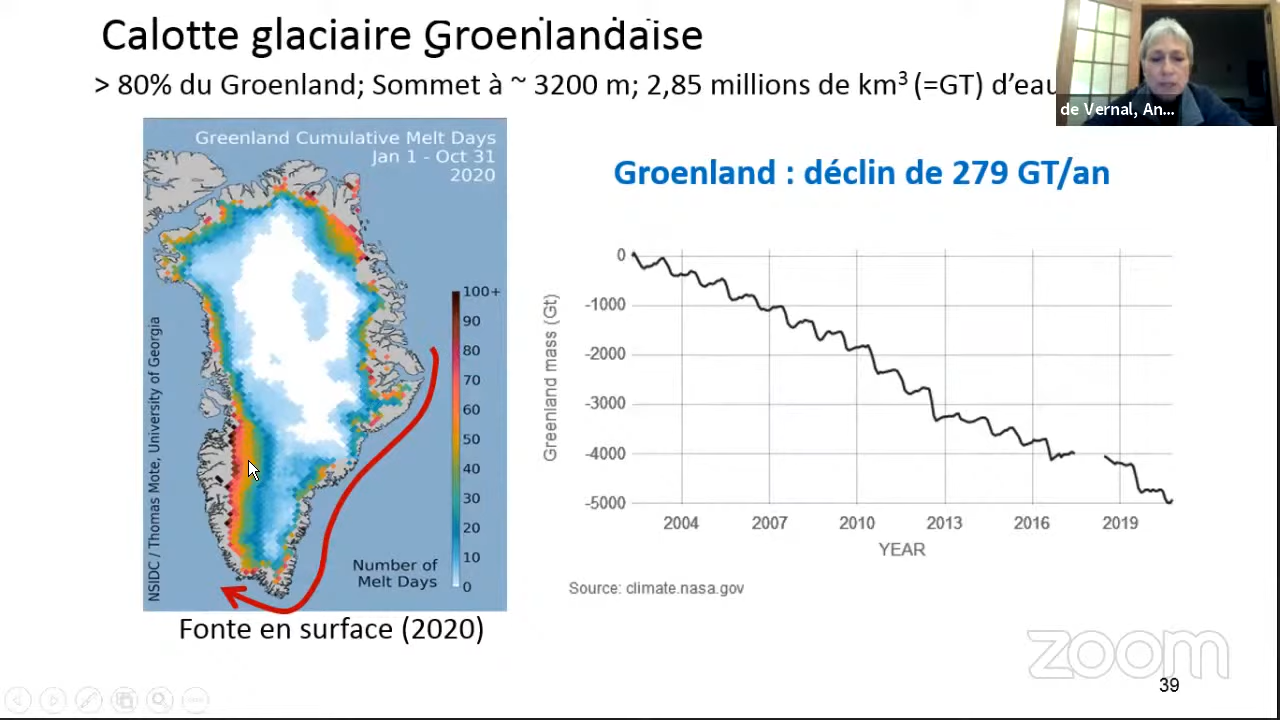 Calotte glaciaire Groenlandaise
> 80% du Groenland; Sommet à ~ 3200 m; 2,85 millions de km³ (=GT) d'eau
de Vernal, An...
Greenland Cumulative Melt Days
Jan 1 - Oct 31
2020
100+
90
80
70
60
50
40
30
20
10
0
Number of
Melt Days
NSIDC / Thomas Mote, University of Georgia
Fonte en surface (2020)
Groenland : déclin de 279 GT/an
Greenland mass (Gt)
0
-1000
-2000
-3000
-4000
-5000
2004 2007 2010 2013 2016 2019
YEAR
Source: climate.nasa.gov
zoom
39